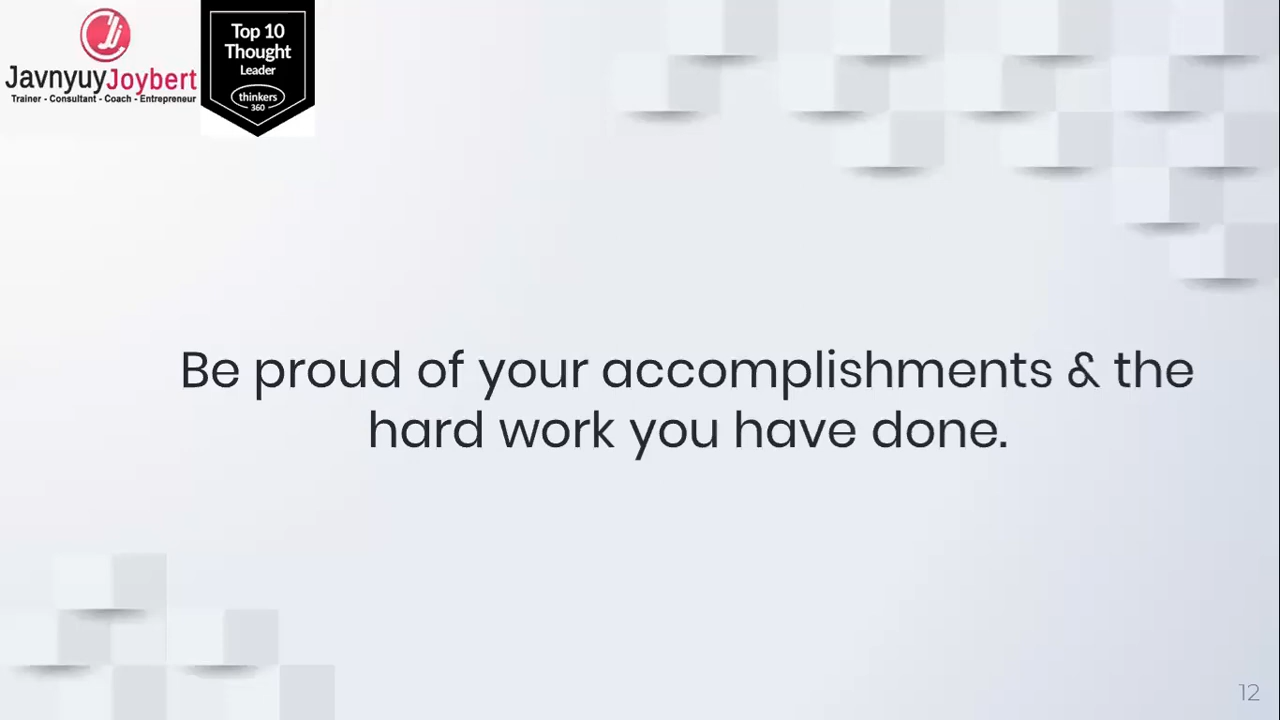 JavnyuyJoybert
Trainer - Consultant - Coach - Entrepreneur
Top 10
Thought
Leader
thinkers
360
Be proud of your accomplishments & the
hard work you have done.
12